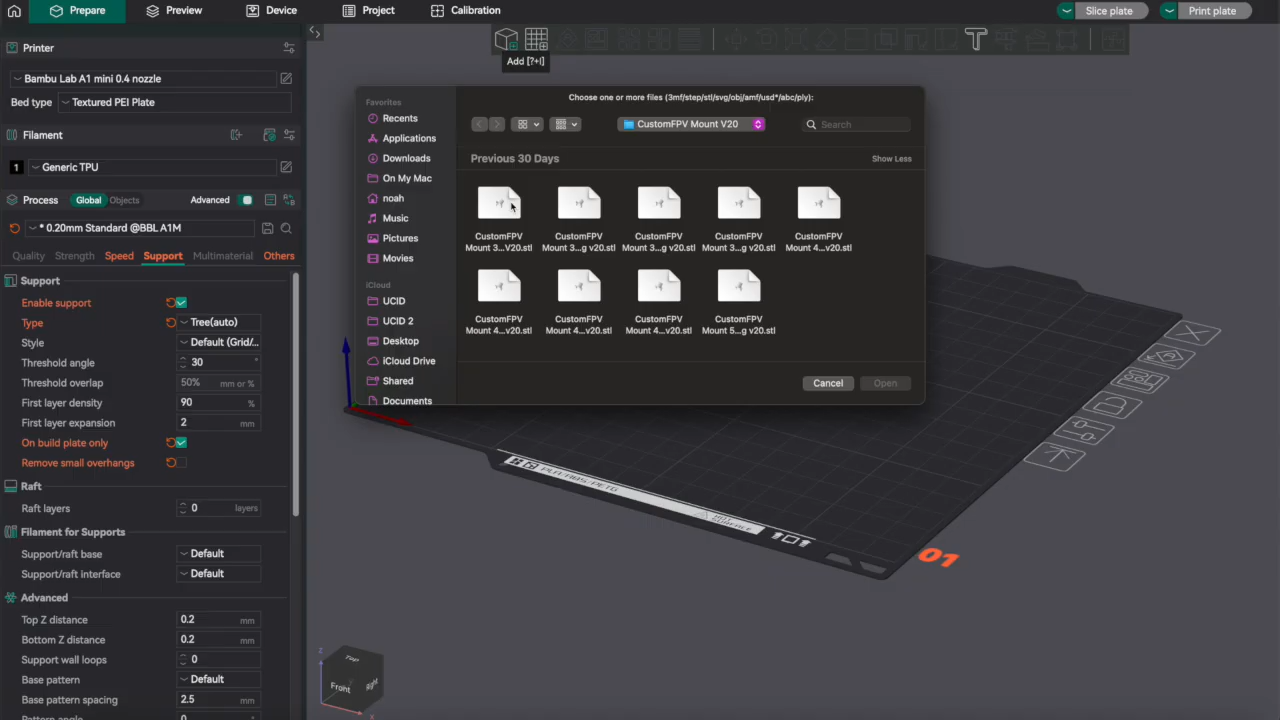 Prepare
Preview
Device
Project
Calibration
Slice plate
Print plate
Printer
Bambu Lab A1 mini 0.4 nozzle
Bed type
Textured PEI Plate
Filament
1
Generic TPU
Process
Global
Objects
Advanced
* 0.20mm Standard @BBL A1M
Quality
Strength
Speed
Support
Multimaterial
Others
Support
Enable support
Type
Tree(auto)
Style
Default (Grid/...
Threshold angle
30
°
Threshold overlap
50%
mm or %
First layer density
90
%
First layer expansion
2
mm
On build plate only
Remove small overhangs
Raft
Raft layers
0
layers
Filament for Supports
Support/raft base
Default
Support/raft interface
Default
Advanced
Top Z distance
0.2
mm
Bottom Z distance
0.2
mm
Support wall loops
0
Base pattern
Default
Base pattern spacing
2.5
mm
Pattern angle
0
Add [?+I]
Choose one or more files (3mf/step/stl/svg/obj/amf/usd*/abc/ply):
Favorites
Recents
Applications
Downloads
On My Mac
noah
Music
Pictures
Movies
iCloud
UCID
UCID 2
Desktop
iCloud Drive
Shared
Documents
CustomFPV Mount V20
Search
Previous 30 Days
Show Less
CustomFPV
Mount 3...V20.stl
CustomFPV
Mount 3...g v20.stl
CustomFPV
Mount 3...g v20.stl
CustomFPV
Mount 3...g v20.stl
CustomFPV
Mount 4...v20.stl
CustomFPV
Mount 4...v20.stl
CustomFPV
Mount 4...v20.stl
CustomFPV
Mount 4...v20.stl
CustomFPV
Mount 5...g v20.stl
Cancel
Open
PLA/ABS/PETG
HOT
SURFACE
01
Top
Front
Right
z
x